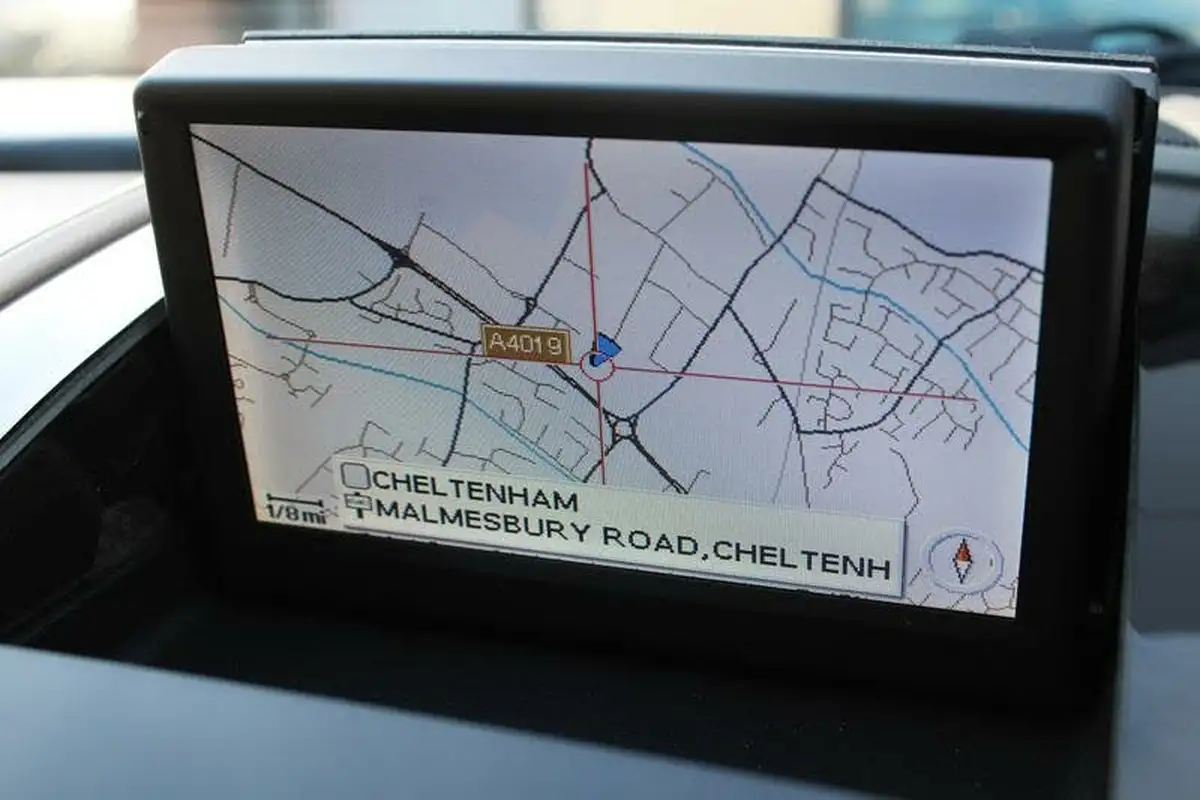 A4019
CHELTENHAM
MALMESBURY ROAD,CHELTENH
1/8mi